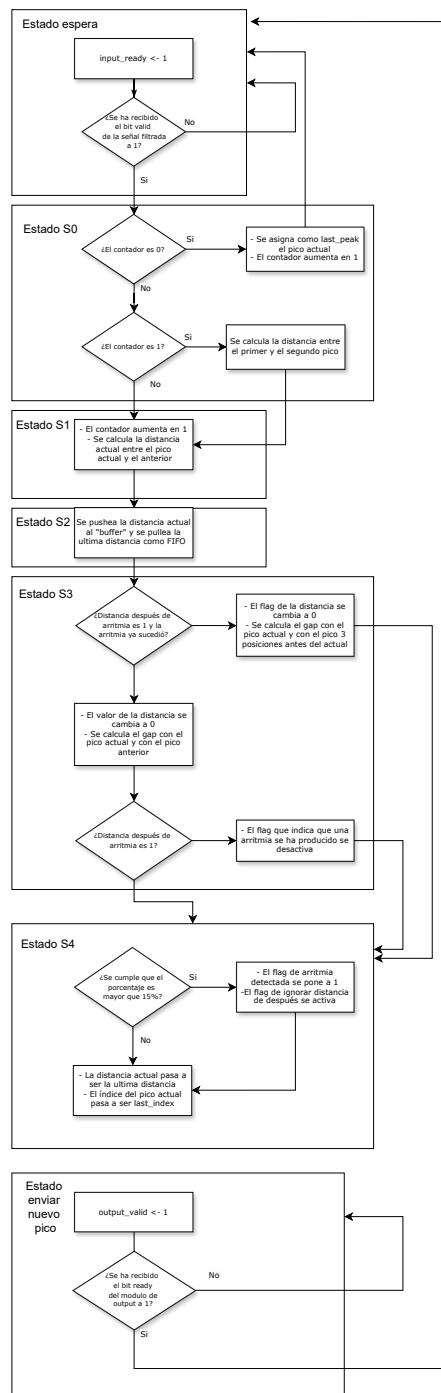 Estado espera
input_ready <- 1
¿Se ha recibido
el bit valid
de la señal filtrada
a 1?
No
Si
Estado S0
¿El contador es 0?
Si
- Se asigna como last_peak
el pico actual
- El contador aumenta en 1
No
¿El contador es 1?
Si
Se calcula la distancia entre
el primer y el segundo pico
No
Estado S1
- El contador aumenta en 1
- Se calcula la distancia
actual entre el pico
actual y el anterior
Estado S2
Se pushea la distancia actual
al "buffer" y se pullea la
ultima distancia como FIFO
Estado S3
¿Distancia después de
arritmia es 1 y la
arritmia ya sucedió?
- El flag de la distancia se
cambia a 0
- Se calcula el gap con el
pico actual y con el pico 3
posiciones antes del actual
- El valor de la distancia se
cambia a 0
- Se calcula el gap con el
pico actual y con el pico
anterior
¿Distancia después de
arritmia es 1?
- El flag que indica que una
arritmia se ha producido se
desactiva
Estado S4
¿Se cumple que el
porcentaje es
mayor que 15%?
Si
- El flag de arritmia
detectada se pone a 1
-El flag de ignorar distancia
de después se activa
No
- La distancia actual pasa a
ser la ultima distancia
- El índice del pico actual
pasa a ser last_index
Estado
enviar
nuevo
pico
output_valid <- 1
¿Se ha recibido
el bit ready
del modulo de
output a 1?
No
Si